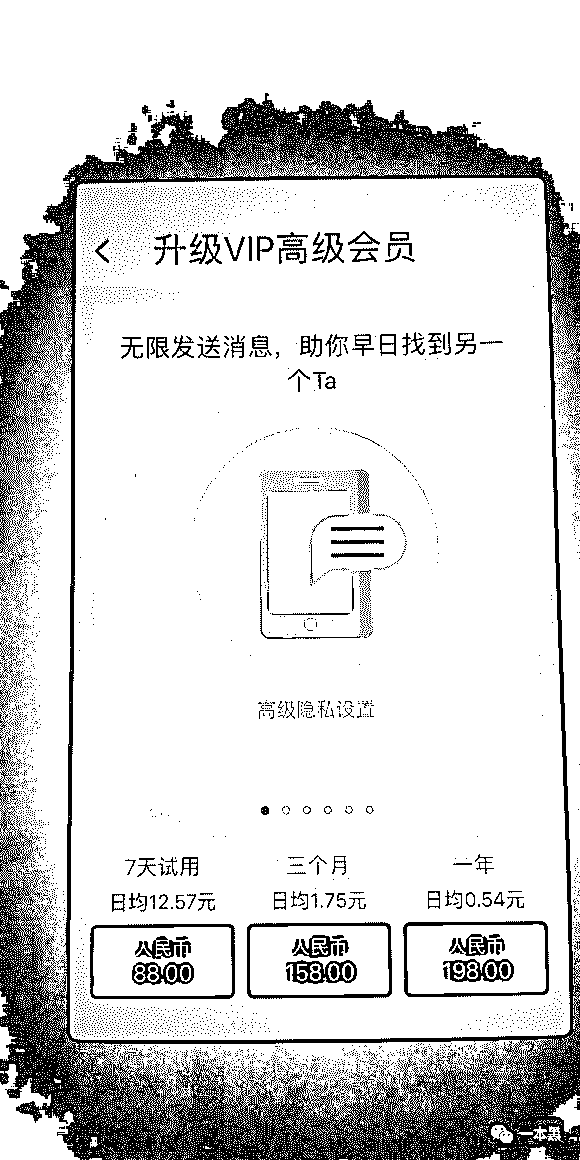 升级VIP高级会员
无限发送消息，助你早日找到另一
个Ta
高级隐私设置
7天试用 三个月 一年
日均12.57元 日均1.75元 日均0.54元
人民币 人民币 人民币
88.00 158.00 198.00
一本黑